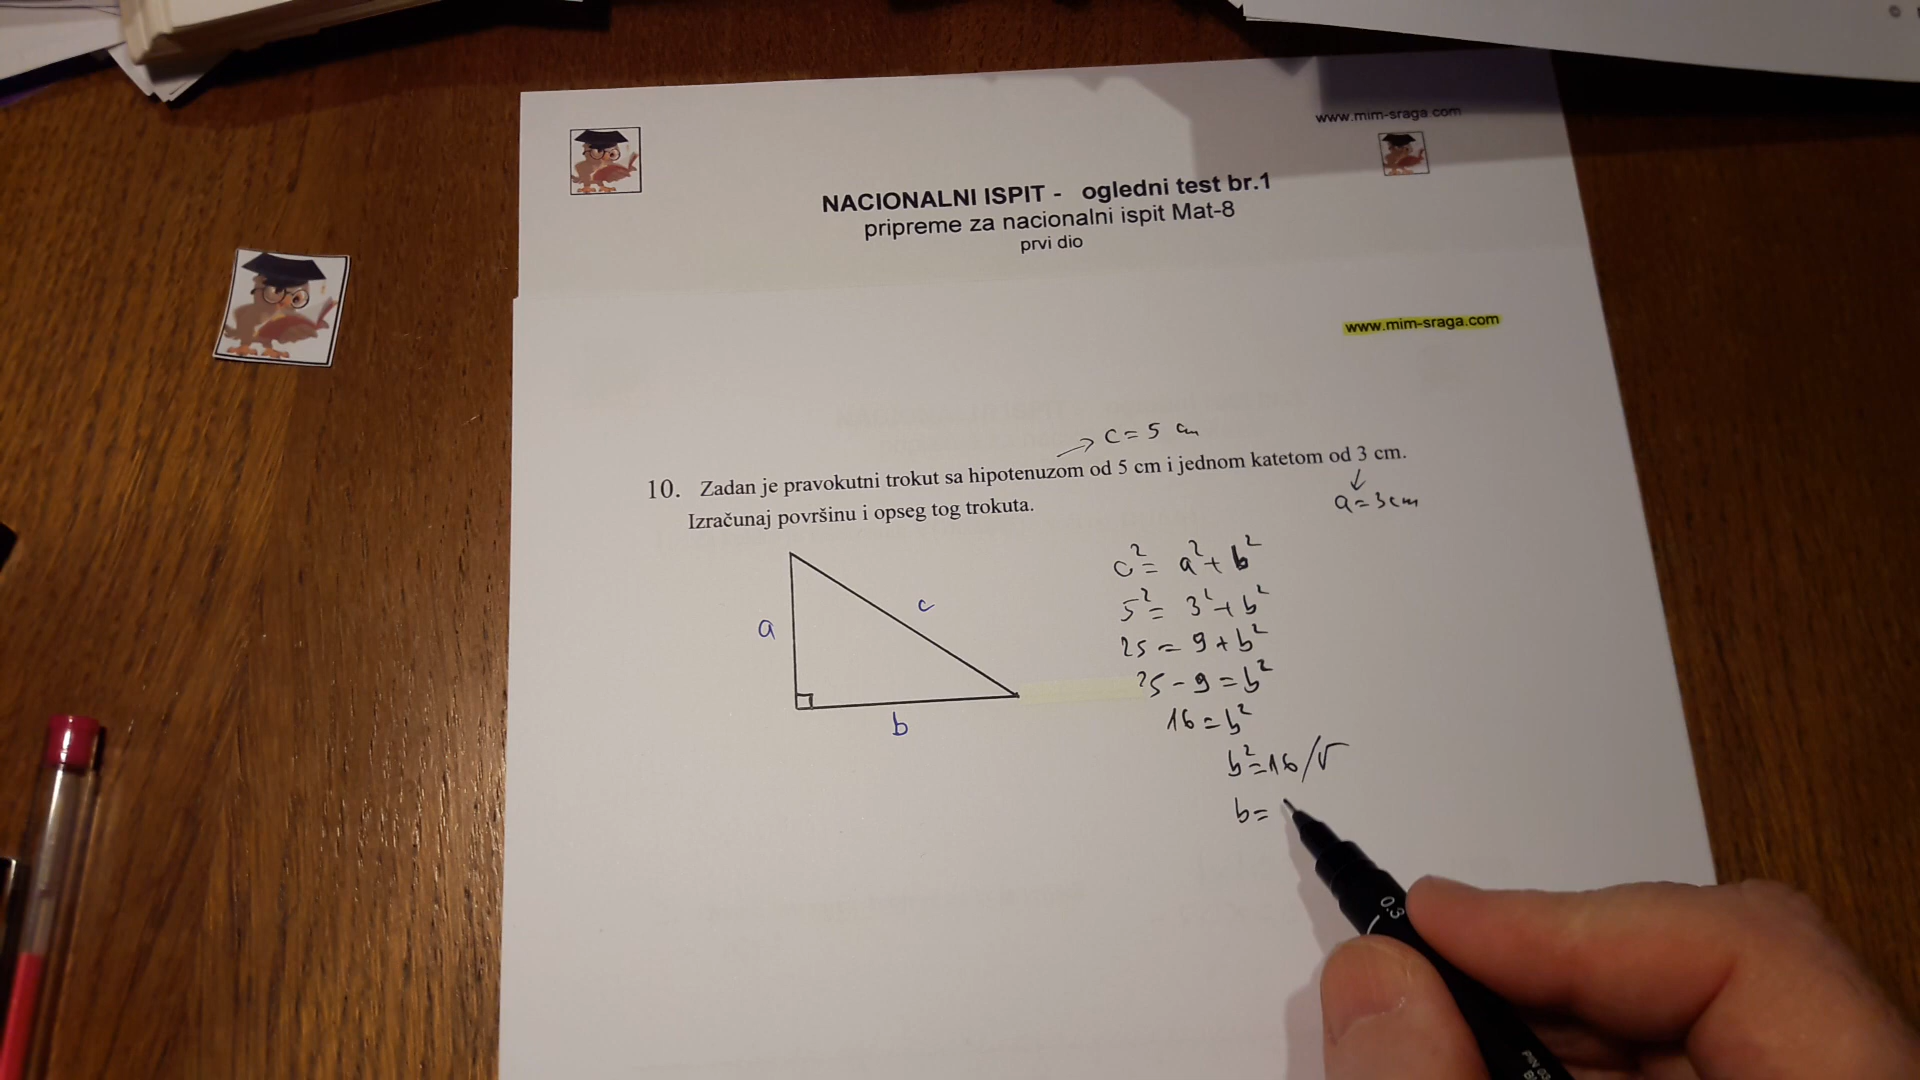 www.mim-sraga.com
NACIONALNI ISPIT - ogledni test br.1
pripreme za nacionalni ispit Mat-8
prvi dio
www.mim-sraga.com
c = 5 cm
10. Zadan je pravokutni trokut sa hipotenuzom od 5 cm i jednom katetom od 3 cm.
a = 3 cm
Izračunaj površinu i opseg tog trokuta.
c² = a² + b²
5² = 3² + b²
25 = 9 + b²
25 - 9 = b²
16 = b²
b² = 16 /√
b =
a
c
b
0.3